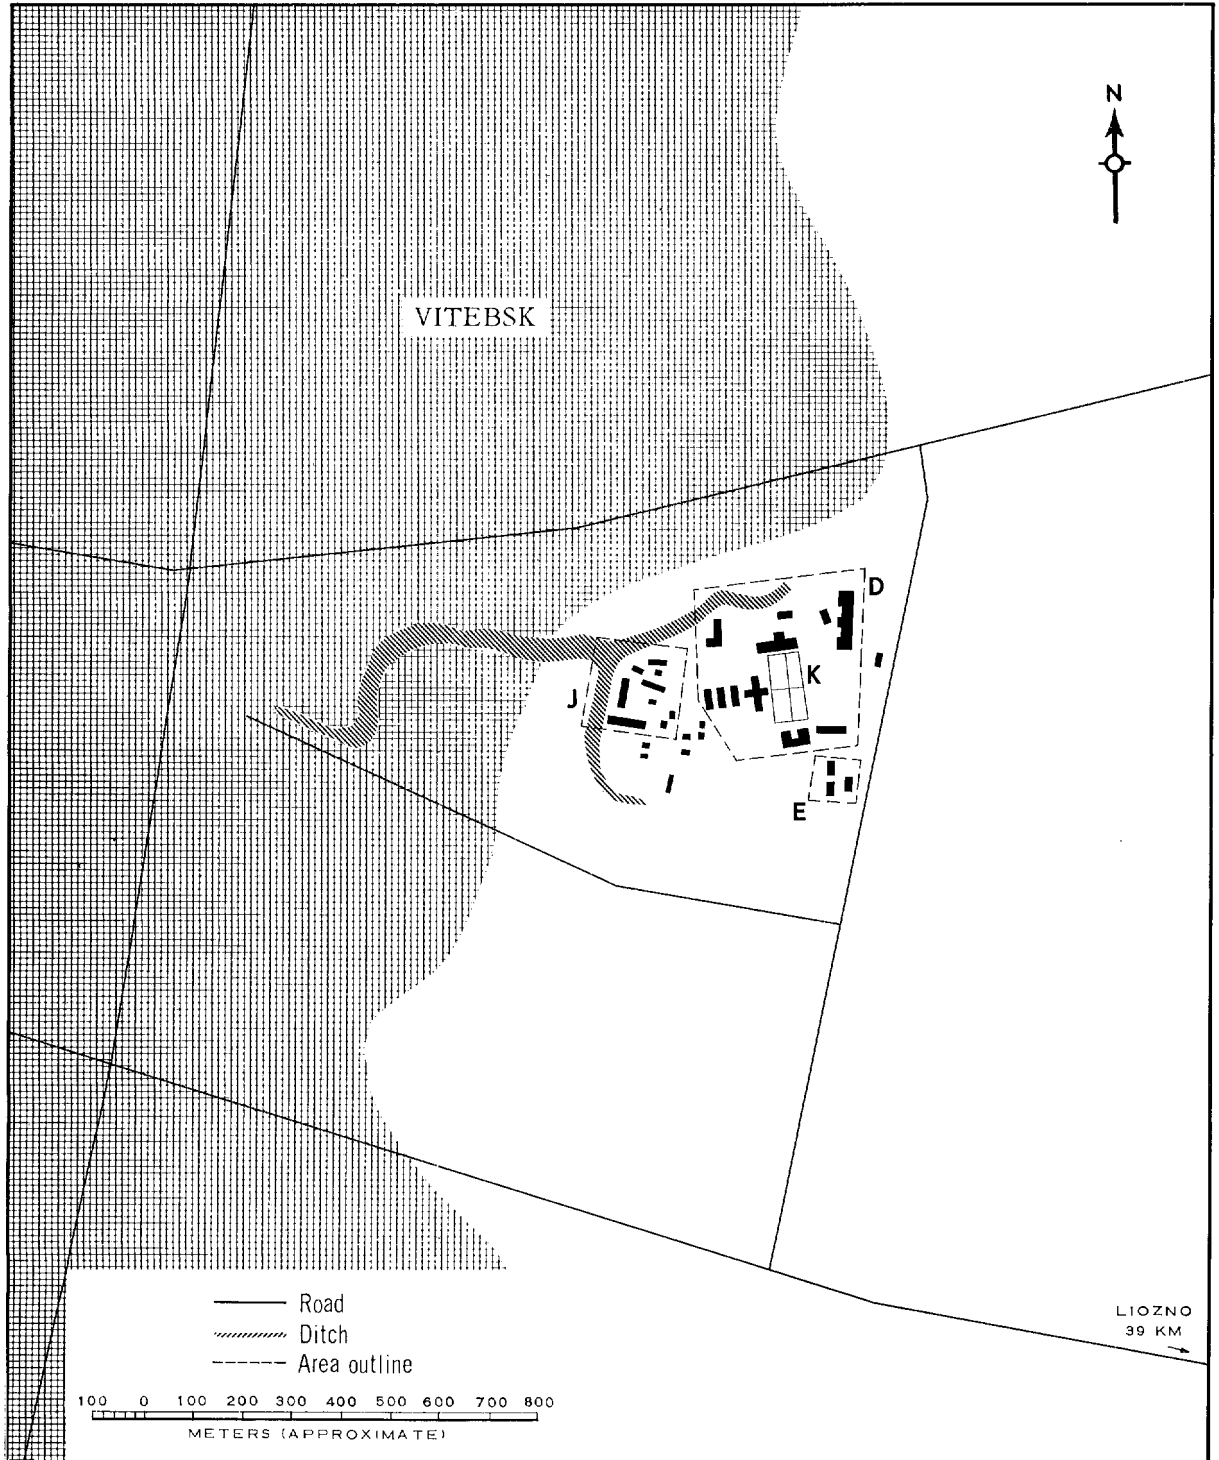 N
VITEBSK
D
K
J
E
LIOZNO
39 KM
Road
Ditch
Area outline
100 0 100 200 300 400 500 600 700 800
METERS (APPROXIMATE)